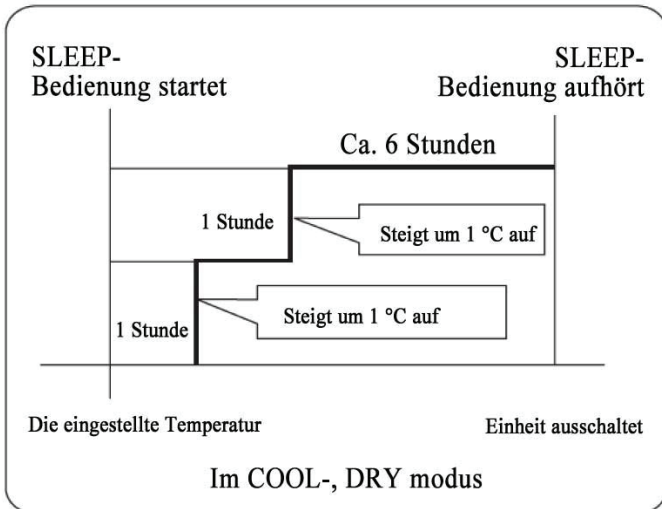 SLEEP-
Bedienung startet
SLEEP-
Bedienung aufhört
Ca. 6 Stunden
1 Stunde
Steigt um 1 °C auf
1 Stunde
Steigt um 1 °C auf
Die eingestellte Temperatur
Einheit ausschaltet
Im COOL-, DRY modus